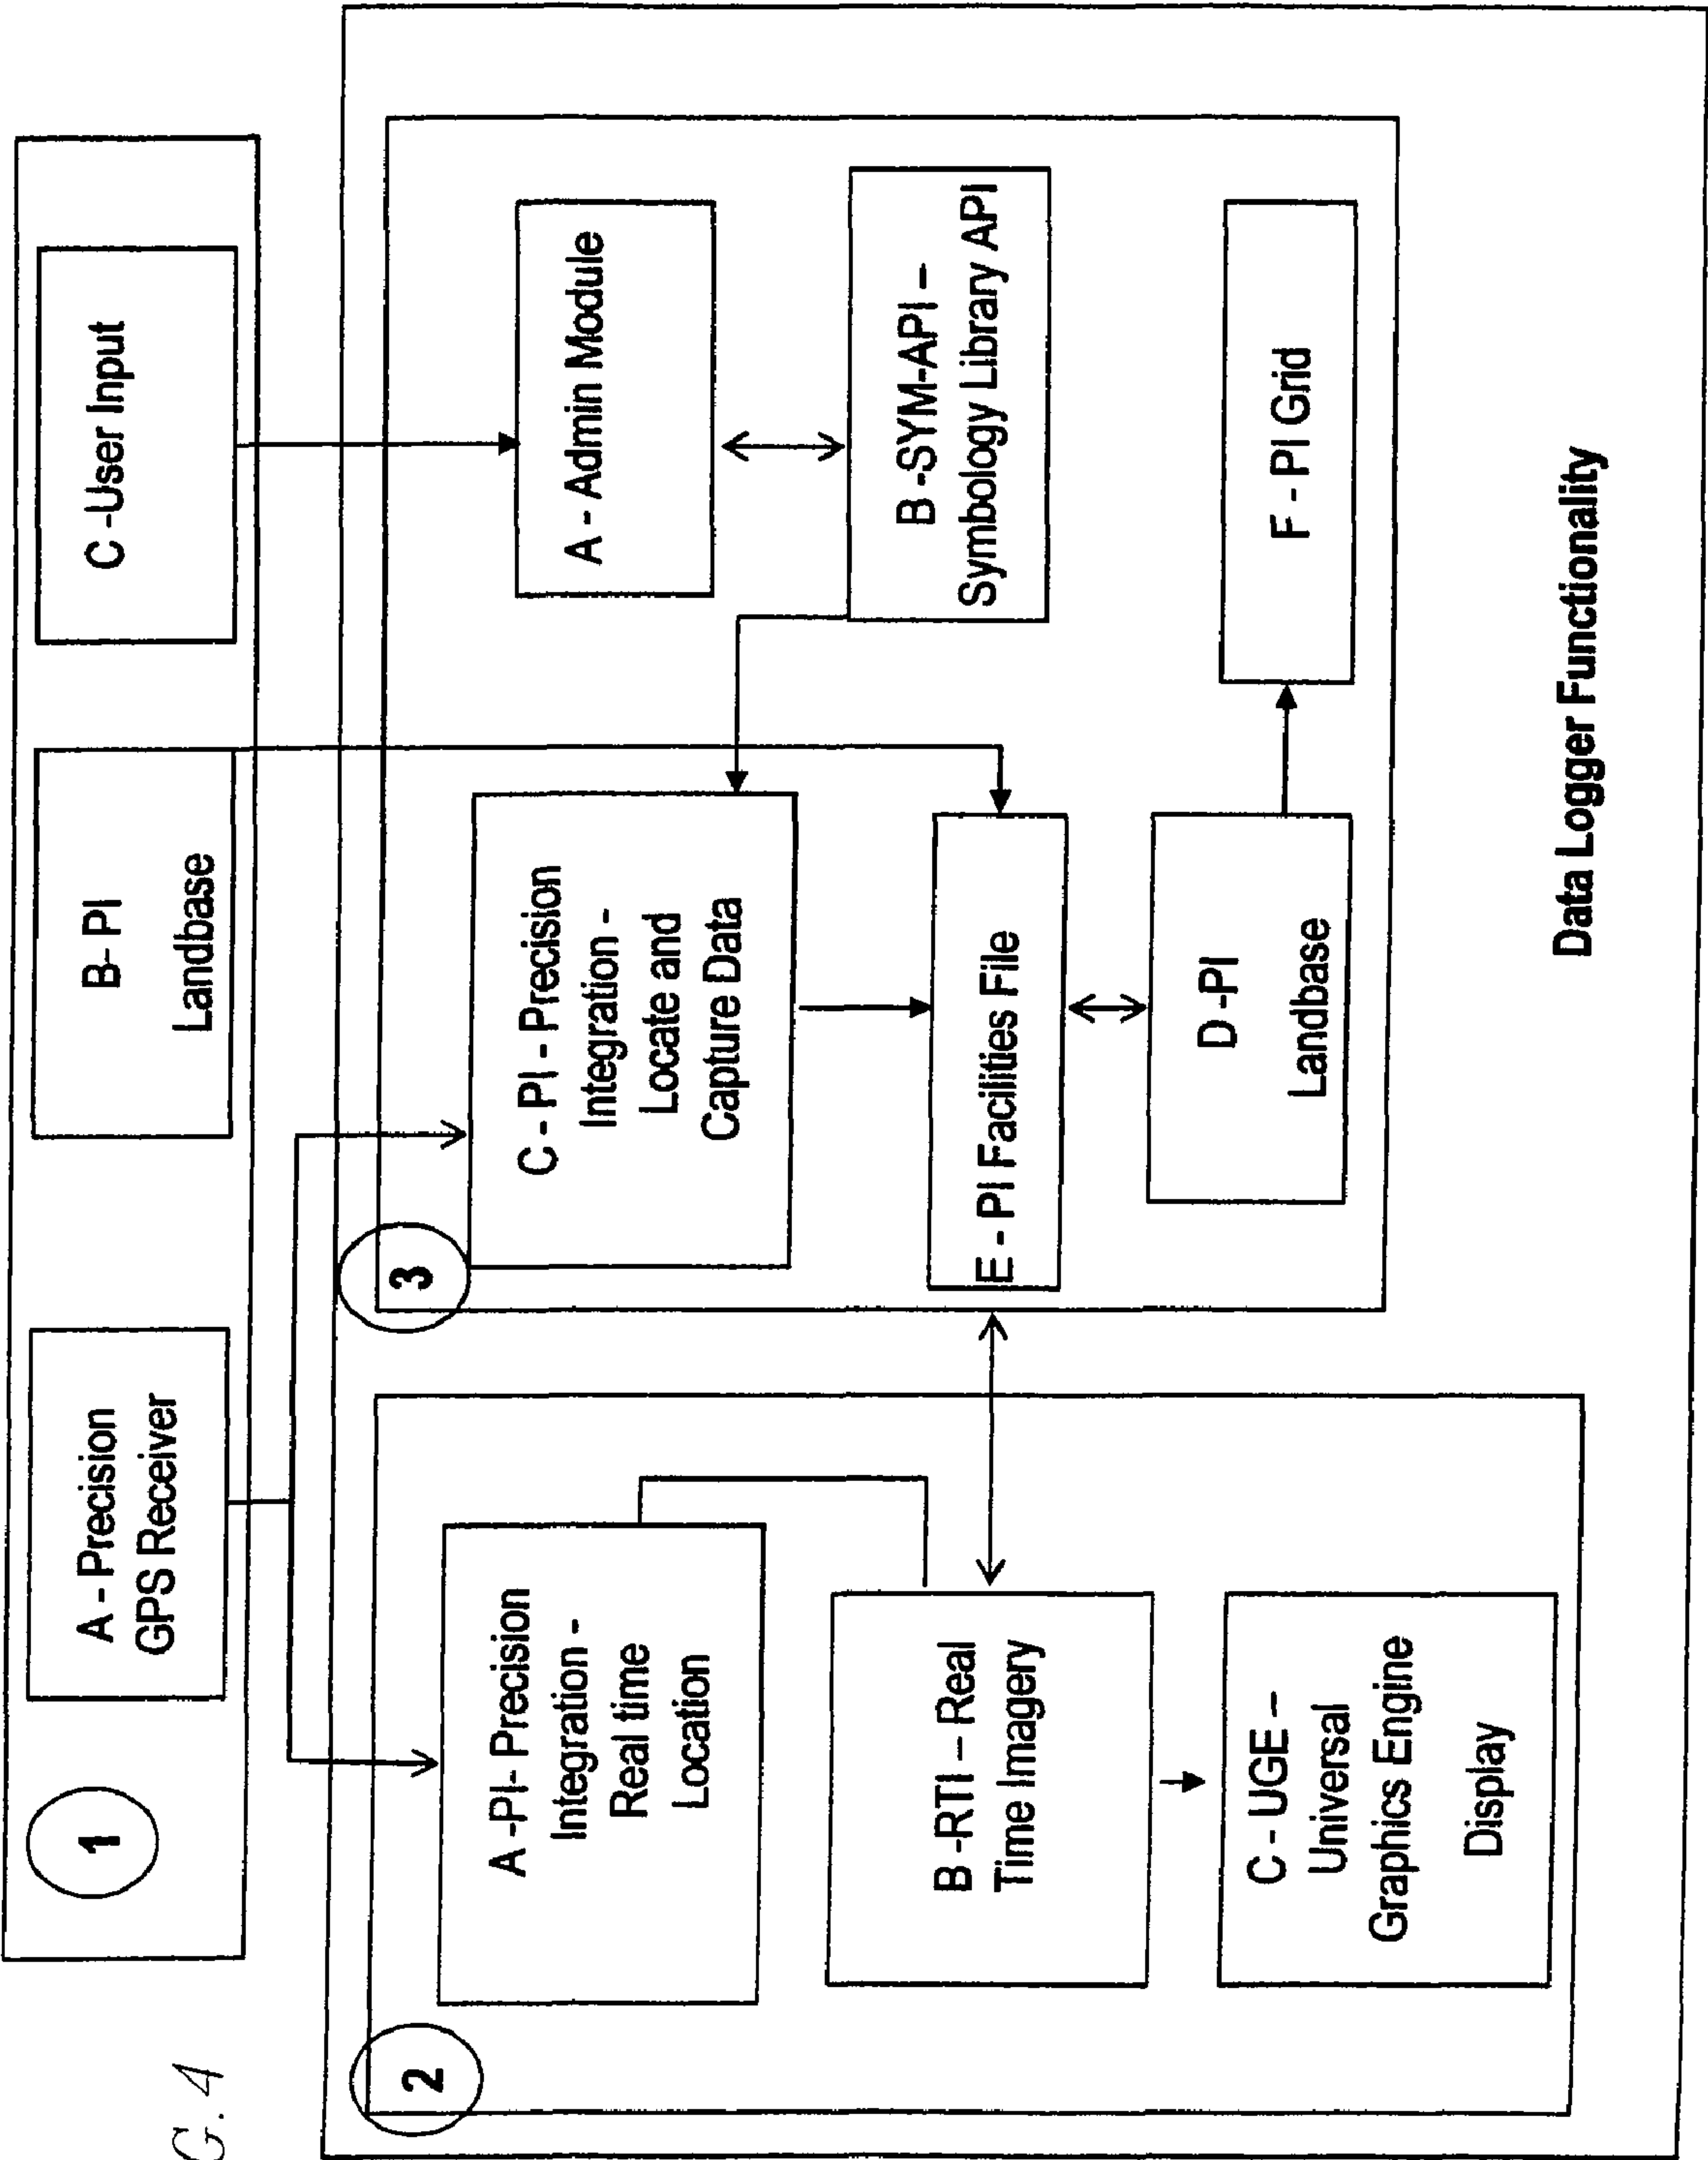 G. 4
1
A - Precision
GPS Receiver
B- PI
Landbase
C -User Input
2
A -PI- Precision
Integration -
Real time
Location
B -RTI – Real
Time Imagery
C - UGE –
Universal
Graphics Engine
Display
3
C - PI - Precision
Integration -
Locate and
Capture Data
E - PI Facilities File
D -PI
Landbase
A - Admin Module
B -SYM-API –
Symbology Library API
F - PI Grid
Data Logger Functionality